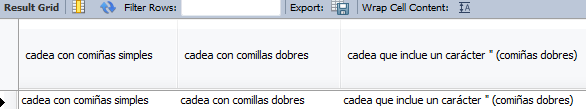 Result Grid Filter Rows: Export: Wrap Cell Content: IA
cadea con comiñas simples cadea con comillas dobres cadea que inclue un carácter " (comiñas dobres)
cadea con comiñas simples cadea con comillas dobres cadea que inclue un carácter " (comiñas dobres)